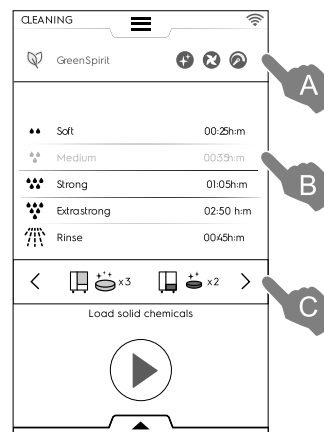 CLEANING
GreenSpirit
A
Soft 00:25h:m
Medium 00:35h:m
B
Strong 01:05h:m
Extrastrong 02:50 h:m
Rinse 00:45h:m
x3 x2
C
Load solid chemicals